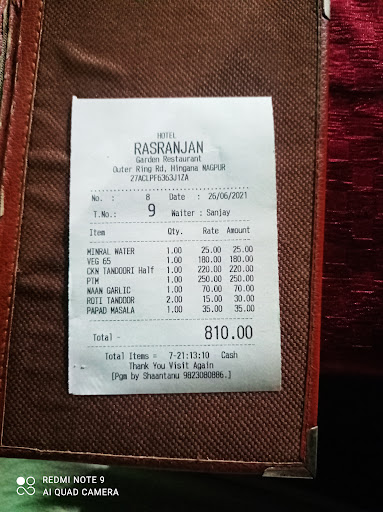 HOTEL
RASRANJAN
Garden Restaurant
Outer Ring Rd, Hingana NAGPUR
27ACLPF6363J1ZA
No. : 8 Date : 26/06/2021
T.No.: 9 Waiter : Sanjay
Item Qty. Rate Amount
MINRAL WATER 1.00 25.00 25.00
VEG 65 1.00 180.00 180.00
CKN TANDOORI Half 1.00 220.00 220.00
PTM 1.00 250.00 250.00
NAAN GARLIC 1.00 70.00 70.00
ROTI TANDOOR 2.00 15.00 30.00
PAPAD MASALA 1.00 35.00 35.00
Total - 810.00
Total Items = 7-21:13:10 Cash
Thank You Visit Again
[Pgm by Shaantanu 9823080886.]
REDMI NOTE 9
AI QUAD CAMERA